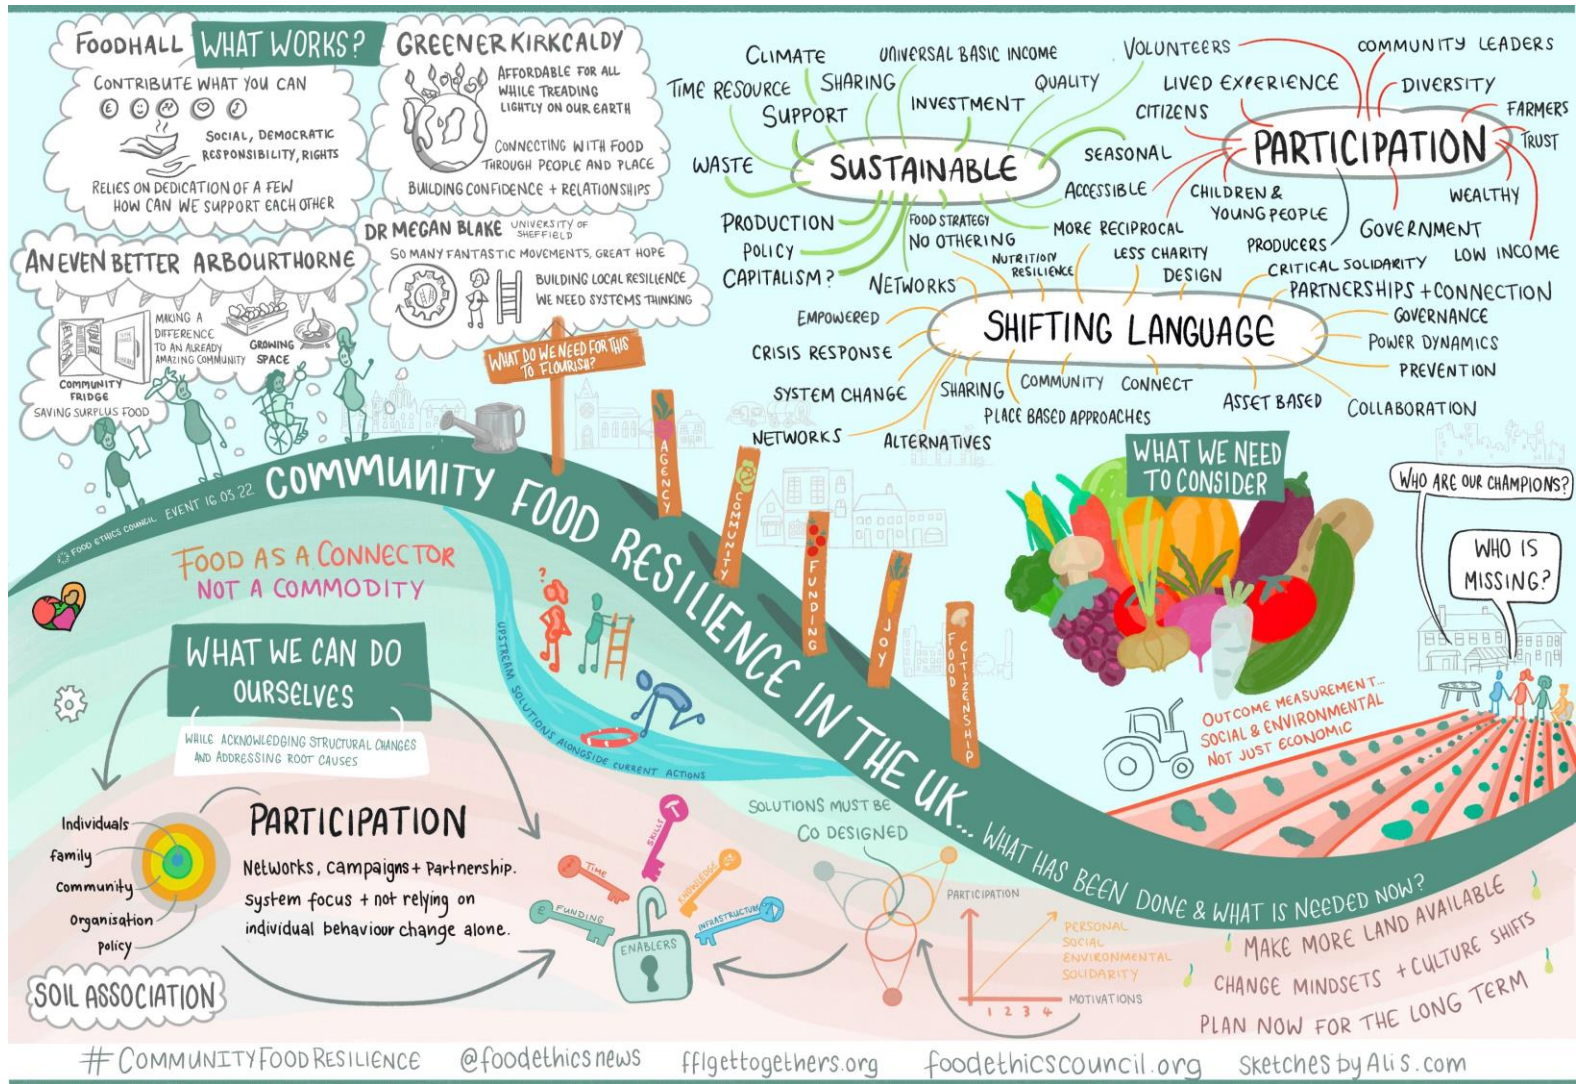 FOODHALL
WHAT WORKS?
CONTRIBUTE WHAT YOU CAN
SOCIAL, DEMOCRATIC
RESPONSIBILITY, RIGHTS
RELIES ON DEDICATION OF A FEW
HOW CAN WE SUPPORT EACH OTHER
GREENER KIRKCALDY
AFFORDABLE FOR ALL
WHILE TREADING
LIGHTLY ON OUR EARTH
CONNECTING WITH FOOD
THROUGH PEOPLE AND PLACE
BUILDING CONFIDENCE + RELATIONSHIPS
DR MEGAN BLAKE
UNIVERSITY OF
SHEFFIELD
SO MANY FANTASTIC MOVEMENTS, GREAT HOPE
BUILDING LOCAL RESILIENCE
WE NEED SYSTEMS THINKING
AN EVEN BETTER ARBOURTHORNE
MAKING A
DIFFERENCE
TO AN ALREADY
AMAZING COMMUNITY
GROWING
SPACE
COMMUNITY
FRIDGE
SAVING SURPLUS FOOD
SUSTAINABLE
CLIMATE
UNIVERSAL BASIC INCOME
VOLUNTEERS
TIME RESOURCE
SHARING
QUALITY
SUPPORT
INVESTMENT
WASTE
SEASONAL
ACCESSIBLE
PRODUCTION
FOOD STRATEGY
NO OTHERING
MORE RECIPROCAL
POLICY
CAPITALISM?
NETWORKS
PARTICIPATION
COMMUNITY LEADERS
LIVED EXPERIENCE
DIVERSITY
CITIZENS
FARMERS
TRUST
CHILDREN &
YOUNG PEOPLE
WEALTHY
GOVERNMENT
PRODUCERS
LOW INCOME
SHIFTING LANGUAGE
NUTRITION
RESILIENCE
LESS CHARITY
DESIGN
CRITICAL SOLIDARITY
PARTNERSHIPS + CONNECTION
GOVERNANCE
POWER DYNAMICS
PREVENTION
EMPOWERED
CRISIS RESPONSE
SYSTEM CHANGE
SHARING
COMMUNITY
CONNECT
ASSET BASED
COLLABORATION
PLACE BASED APPROACHES
NETWORKS
ALTERNATIVES
WHAT DO WE NEED FOR THIS
TO FLOURISH?
AGENCY
COMMUNITY
FUNDING
JOY
FOOD
CITIZENSHIP
WHAT WE NEED
TO CONSIDER
WHO ARE OUR CHAMPIONS?
WHO IS
MISSING?
OUTCOME MEASUREMENT...
SOCIAL & ENVIRONMENTAL
NOT JUST ECONOMIC
FOOD ETHICS COUNCIL EVENT 16.03.22
COMMUNITY FOOD RESILIENCE IN THE UK... WHAT HAS BEEN DONE & WHAT IS NEEDED NOW?
FOOD AS A CONNECTOR
NOT A COMMODITY
?
UPSTREAM SOLUTIONS ALONGSIDE CURRENT ACTIONS
WHAT WE CAN DO
OURSELVES
WHILE ACKNOWLEDGING STRUCTURAL CHANGES
AND ADDRESSING ROOT CAUSES
Individuals
family
Community
Organisation
policy
PARTICIPATION
Networks, Campaigns + Partnership.
System focus + not relying on
individual behaviour change alone.
SOIL ASSOCIATION
£ FUNDING
TIME
SKILLS
KNOWLEDGE
INFRASTRUCTURE
ENABLERS
SOLUTIONS MUST BE
CO DESIGNED
PARTICIPATION
PERSONAL
SOCIAL
ENVIRONMENTAL
SOLIDARITY
MOTIVATIONS
1 2 3 4
MAKE MORE LAND AVAILABLE
CHANGE MINDSETS + CULTURE SHIFTS
PLAN NOW FOR THE LONG TERM
#COMMUNITYFOODRESILIENCE @foodethicsnews fflgettogethers.org foodethicscouncil.org SketchesbyAlis.com